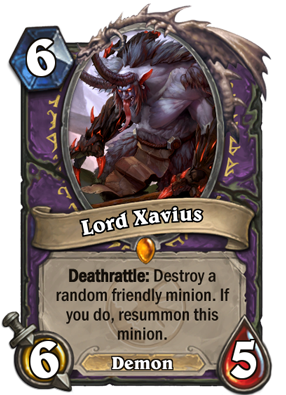 6
Lord Xavius
Deathrattle: Destroy a
random friendly minion. If
you do, resummon this
minion.
6
Demon
5